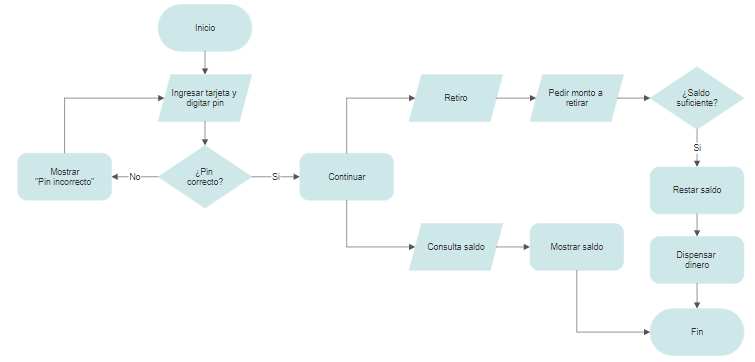 Inicio
Ingresar tarjeta y
digitar pin
Mostrar
"Pin incorrecto"
No
¿Pin
correcto?
Si
Continuar
Retiro
Pedir monto a
retirar
¿Saldo
suficiente?
Si
Restar saldo
Consulta saldo
Mostrar saldo
Dispensar
dinero
Fin